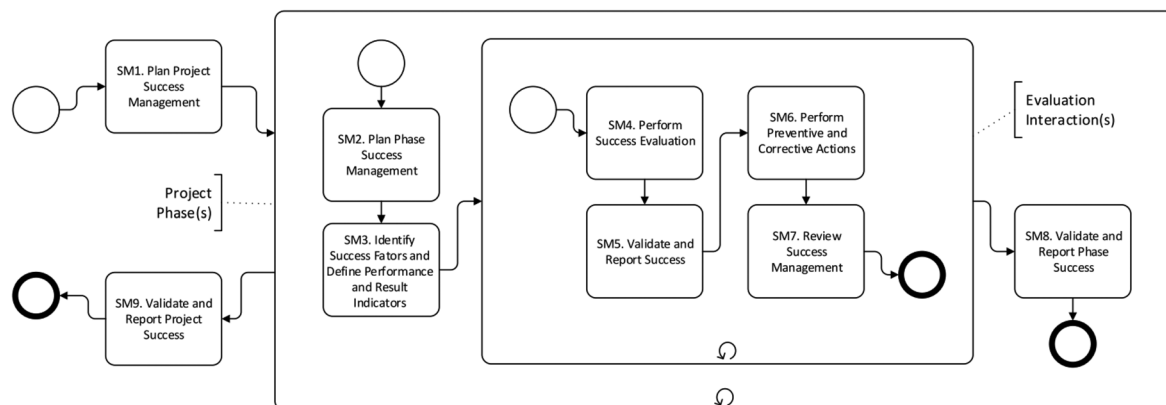 SM1. Plan Project
Success
Management
SM2. Plan Phase
Success
Management
SM3. Identify
Success Fators and
Define Performance
and Result
Indicators
SM4. Perform
Success Evaluation
SM5. Validate and
Report Success
SM6. Perform
Preventive and
Corrective Actions
SM7. Review
Success
Management
Evaluation
Interaction(s)
SM8. Validate and
Report Phase
Success
Project
Phase(s)
SM9. Validate and
Report Project
Success